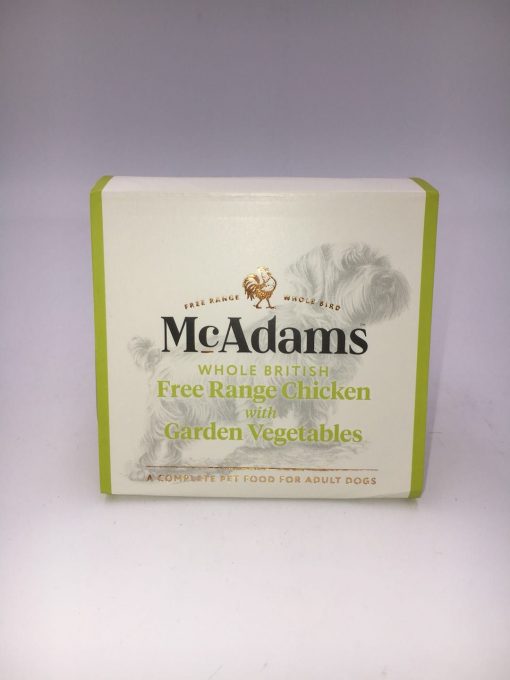 FREE RANGE WHOLE BIRD
McAdams
WHOLE BRITISH
Free Range Chicken
with
Garden Vegetables
A COMPLETE PET FOOD FOR ADULT DOGS